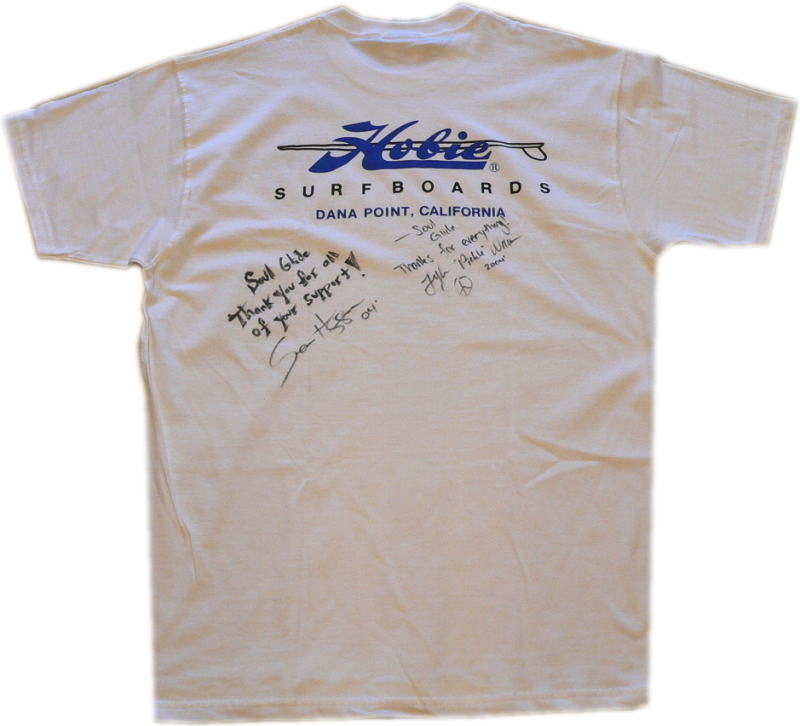 Hobie®
SURFBOARDS
DANA POINT, CALIFORNIA
Soul Glide
Thank you for all
of your support!
04'
— Soul
Glide
Thanks for everything!
"Pickle"
2004'